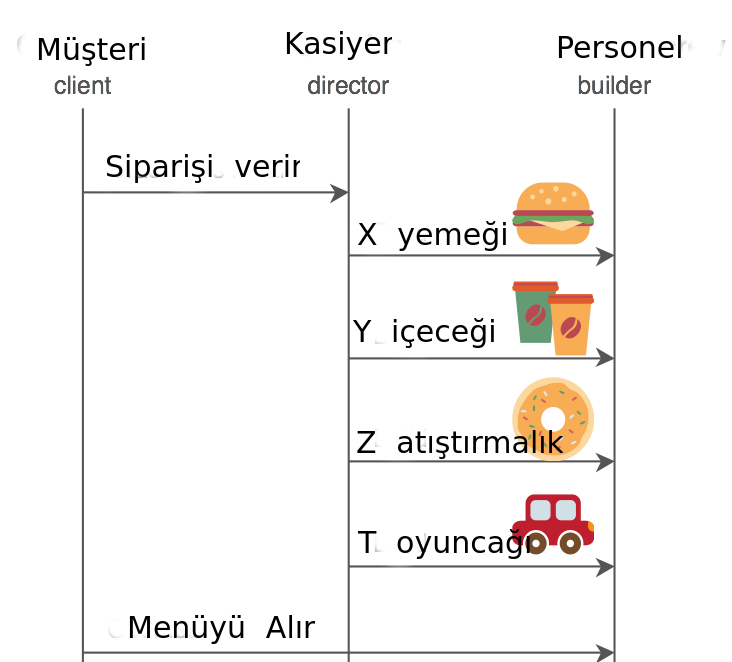 Müşteri Kasiyer Personel
client director builder
Siparişi verir
X yemeği
Y içeceği
Z atıştırmalık
T oyuncağı
Menüyü Alır